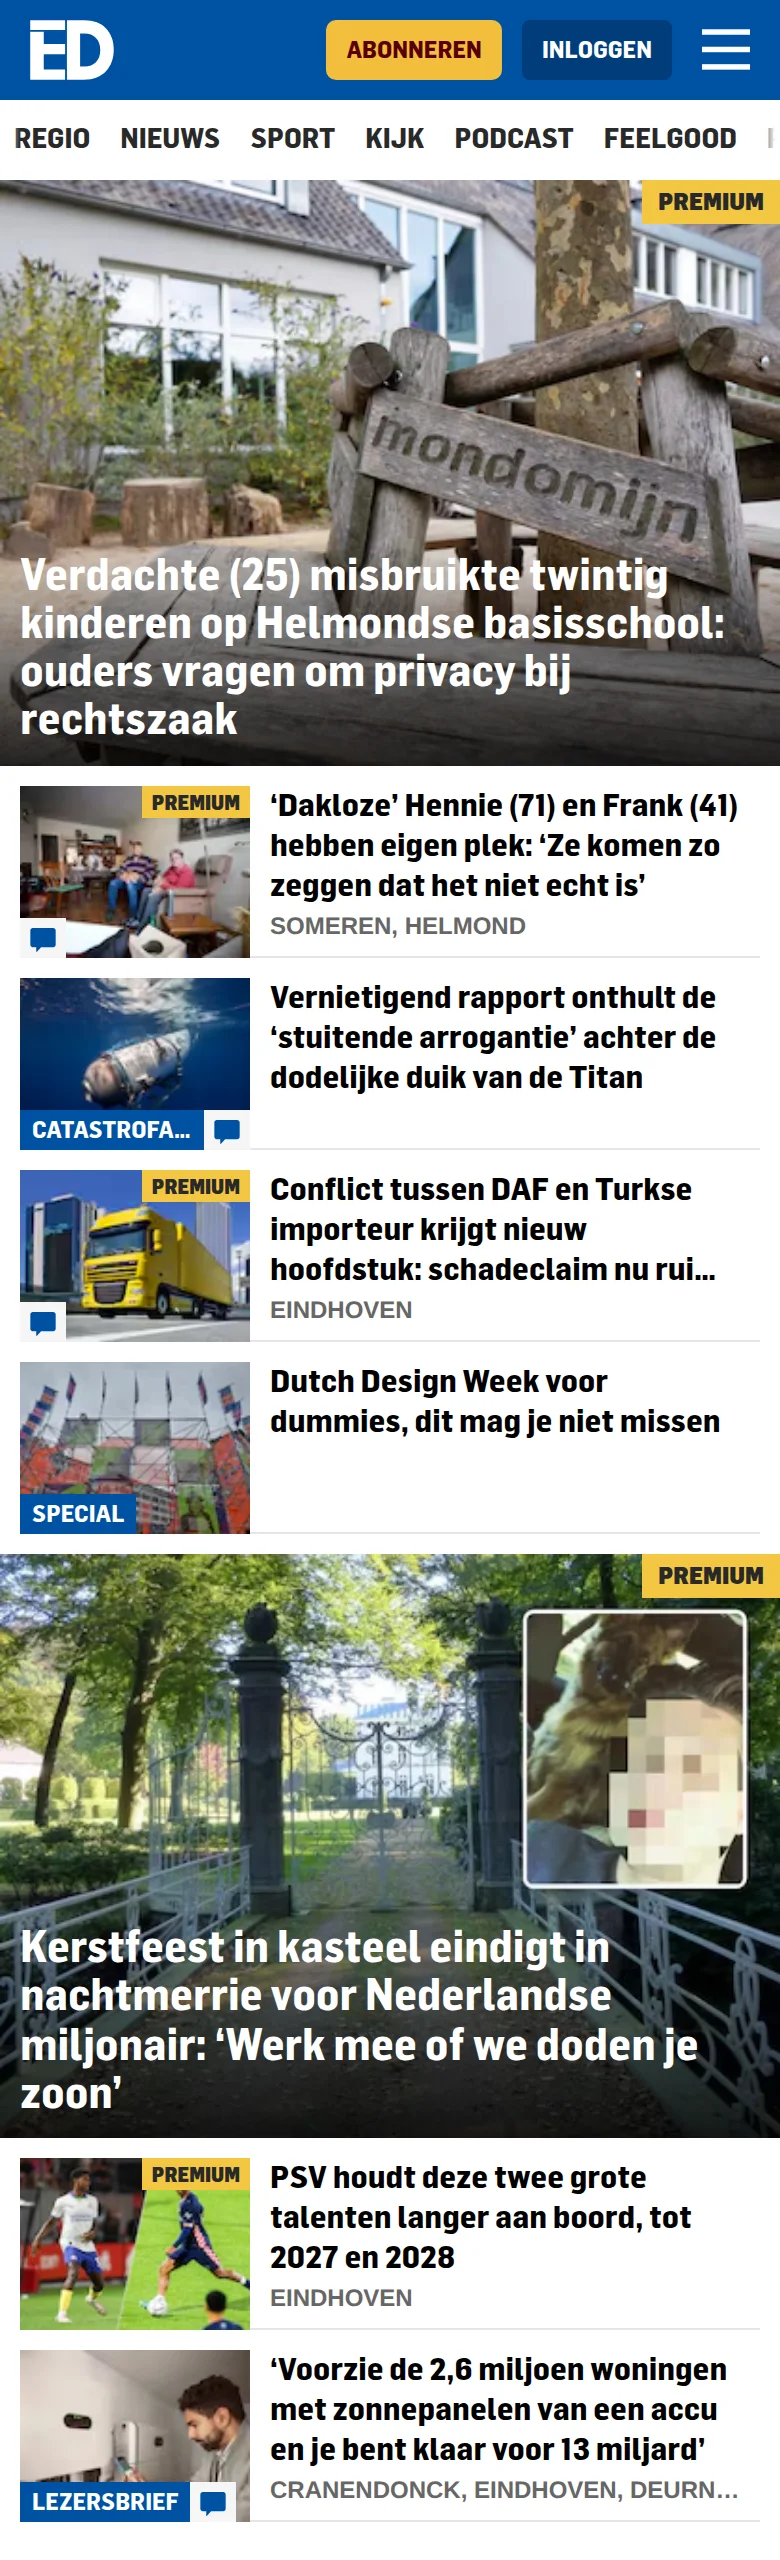 ED
ABONNEREN
INLOGGEN
REGIO NIEUWS SPORT KIJK PODCAST FEELGOOD
PREMIUM
mondomijn
Verdachte (25) misbruikte twintig
kinderen op Helmondse basisschool:
ouders vragen om privacy bij
rechtszaak
PREMIUM
‘Dakloze’ Hennie (71) en Frank (41)
hebben eigen plek: ‘Ze komen zo
zeggen dat het niet echt is’
SOMEREN, HELMOND
Vernietigend rapport onthult de
‘stuitende arrogantie’ achter de
dodelijke duik van de Titan
CATASTROFA...
PREMIUM
Conflict tussen DAF en Turkse
importeur krijgt nieuw
hoofdstuk: schadeclaim nu rui...
EINDHOVEN
Dutch Design Week voor
dummies, dit mag je niet missen
SPECIAL
PREMIUM
Kerstfeest in kasteel eindigt in
nachtmerrie voor Nederlandse
miljonair: ‘Werk mee of we doden je
zoon’
PREMIUM
PSV houdt deze twee grote
talenten langer aan boord, tot
2027 en 2028
EINDHOVEN
‘Voorzie de 2,6 miljoen woningen
met zonnepanelen van een accu
en je bent klaar voor 13 miljard’
CRANENDONCK, EINDHOVEN, DEURN...
LEZERSBRIEF